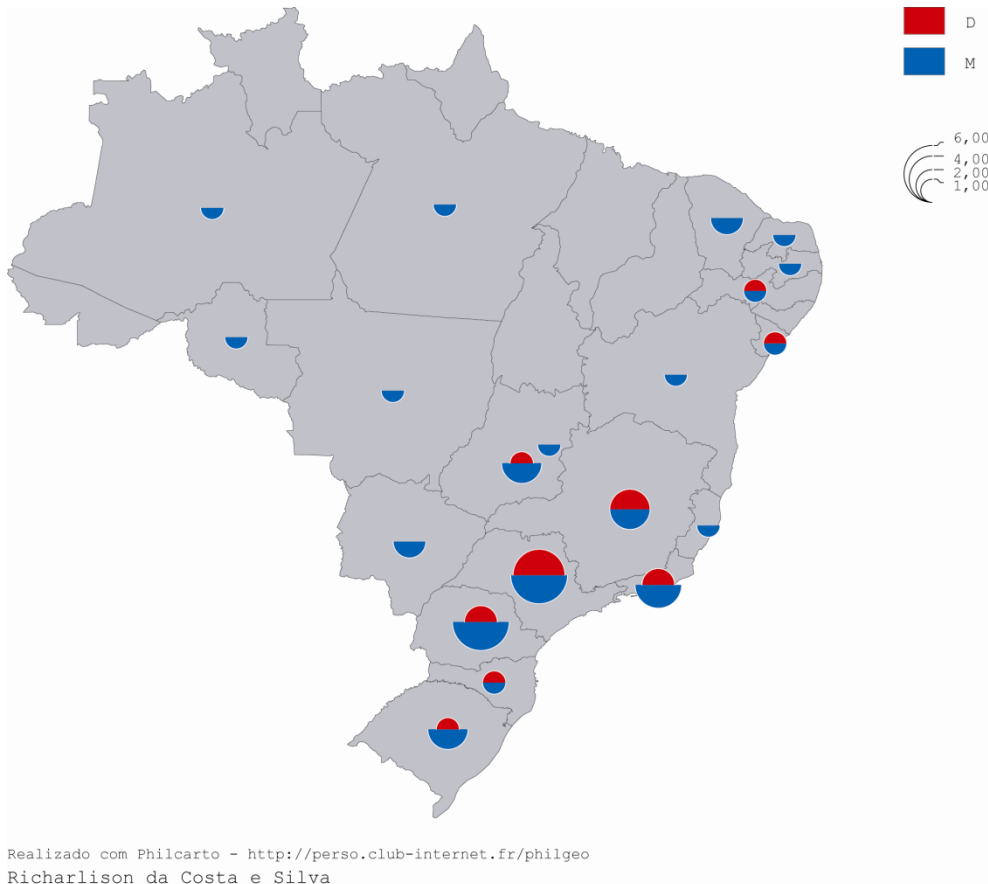 D
M
6,00
4,00
2,00
1,00
Realizado com Philcarto - http://perso.club-internet.fr/philgeo
Richarlison da Costa e Silva